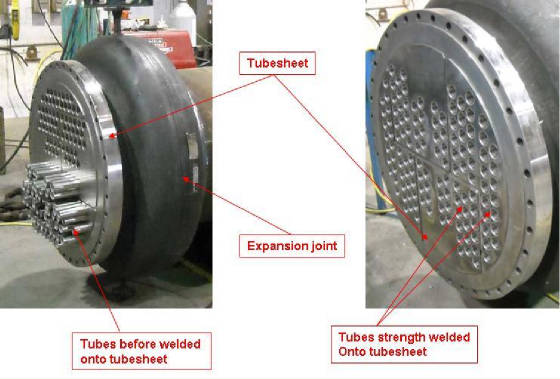 Tubesheet
Expansion joint
Tubes before welded
onto tubesheet
Tubes strength welded
Onto tubesheet